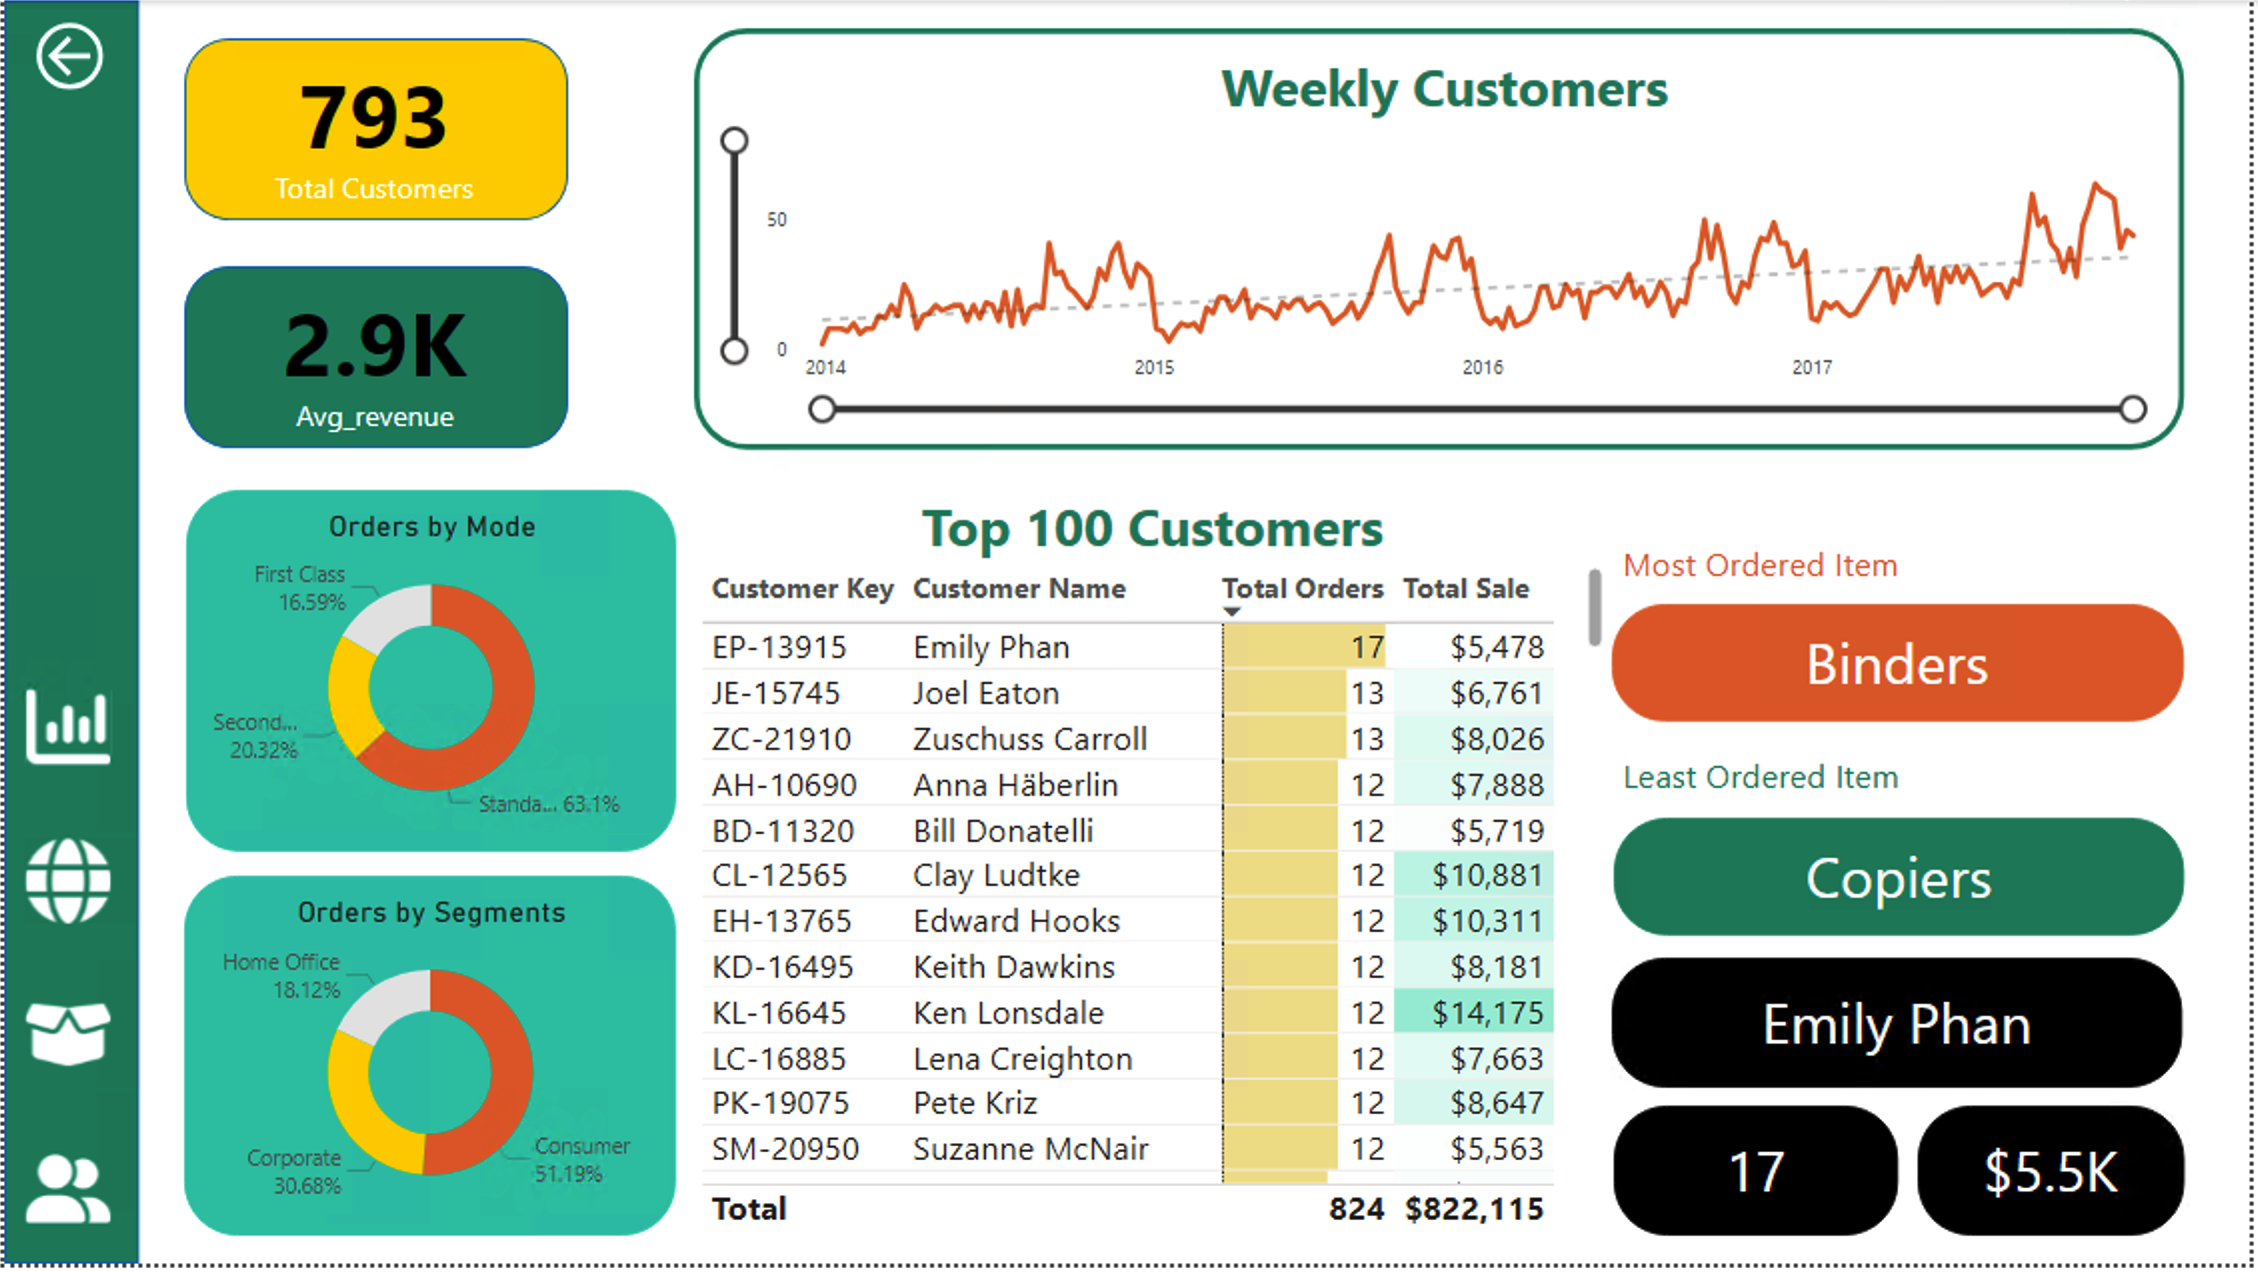 793
Total Customers
2.9K
Avg_revenue
Weekly Customers
50
0
2014 2015 2016 2017
Orders by Mode
First Class
16.59%
Second...
20.32%
Standa... 63.1%
Orders by Segments
Home Office
18.12%
Corporate
30.68%
Consumer
51.19%
Top 100 Customers
Customer Key Customer Name Total Orders Total Sale
EP-13915 Emily Phan 17 $5,478
JE-15745 Joel Eaton 13 $6,761
ZC-21910 Zuschuss Carroll 13 $8,026
AH-10690 Anna Häberlin 12 $7,888
BD-11320 Bill Donatelli 12 $5,719
CL-12565 Clay Ludtke 12 $10,881
EH-13765 Edward Hooks 12 $10,311
KD-16495 Keith Dawkins 12 $8,181
KL-16645 Ken Lonsdale 12 $14,175
LC-16885 Lena Creighton 12 $7,663
PK-19075 Pete Kriz 12 $8,647
SM-20950 Suzanne McNair 12 $5,563
Total 824 $822,115
Most Ordered Item
Binders
Least Ordered Item
Copiers
Emily Phan
17 $5.5K